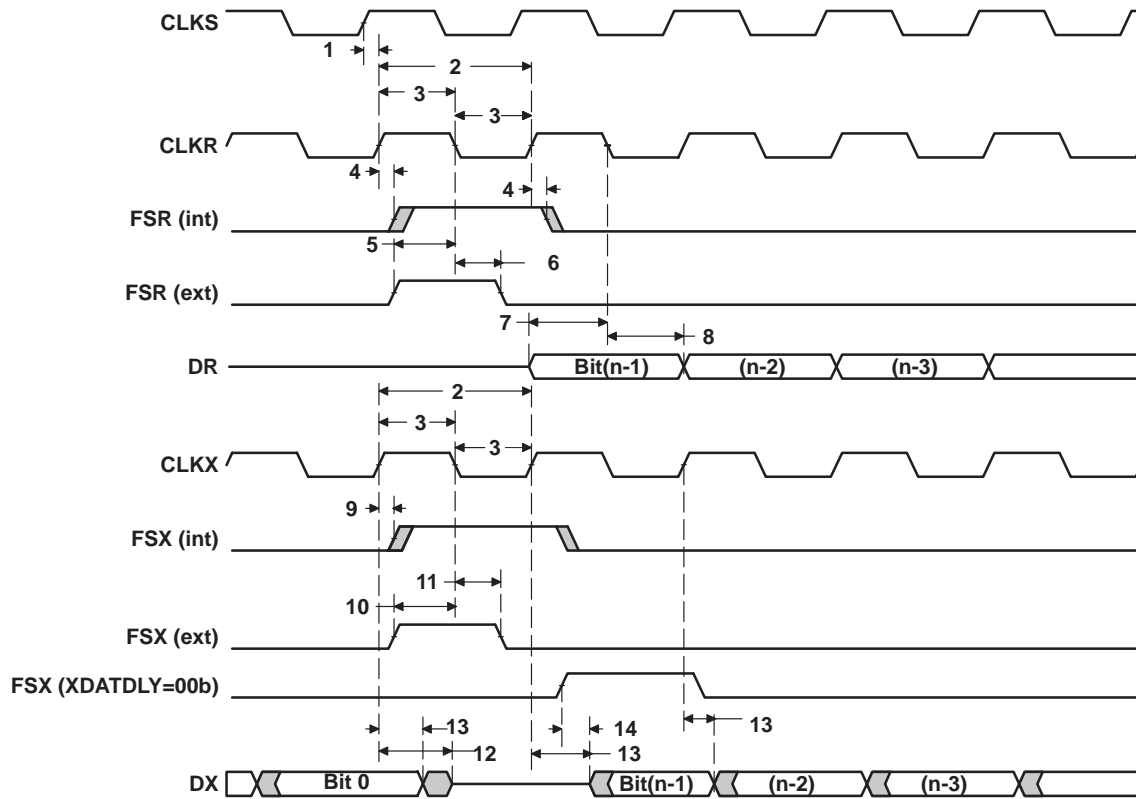 CLKS
1
2
3
3
CLKR
4
4
FSR (int)
5
6
FSR (ext)
7
8
DR Bit(n-1) (n-2) (n-3)
2
3
3
CLKX
9
FSX (int)
11
10
FSX (ext)
FSX (XDATDLY=00b)
13 14 13
12 13
DX Bit 0 Bit(n-1) (n-2) (n-3)